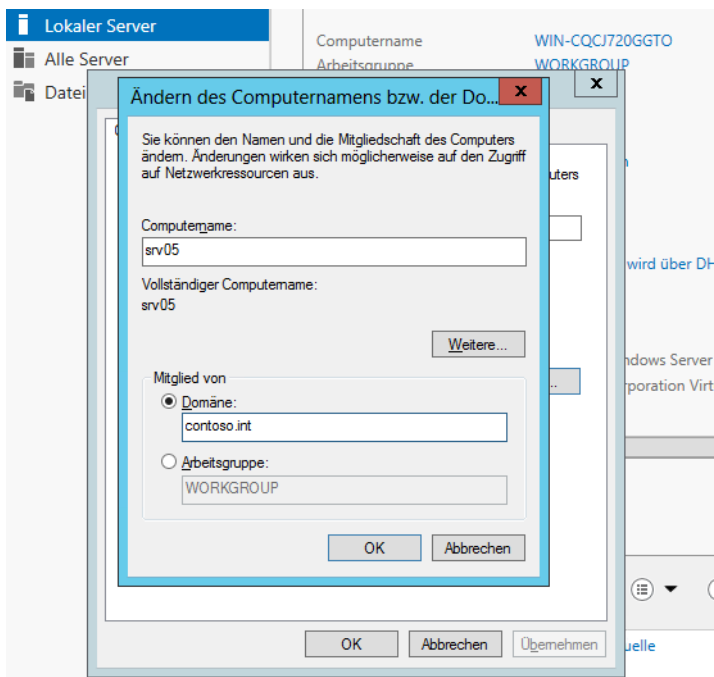 Lokaler Server
Alle Server
Datei
Computername
WIN-CQCJ720GGTO
Arbeitsgruppe
WORKGROUP
x
Ändern des Computernamens bzw. der Do...
x
Sie können den Namen und die Mitgliedschaft des Computers
ändern. Änderungen wirken sich möglicherweise auf den Zugriff
auf Netzwerkressourcen aus.
uters
Computername:
srv05
Vollständiger Computername:
srv05
wird über DH
Weitere...
ndows Server
rporation Virt
Mitglied von
Domäne:
contoso.int
Arbeitsgruppe:
WORKGROUP
OK
Abbrechen
OK
Abbrechen
Übernehmen
uelle